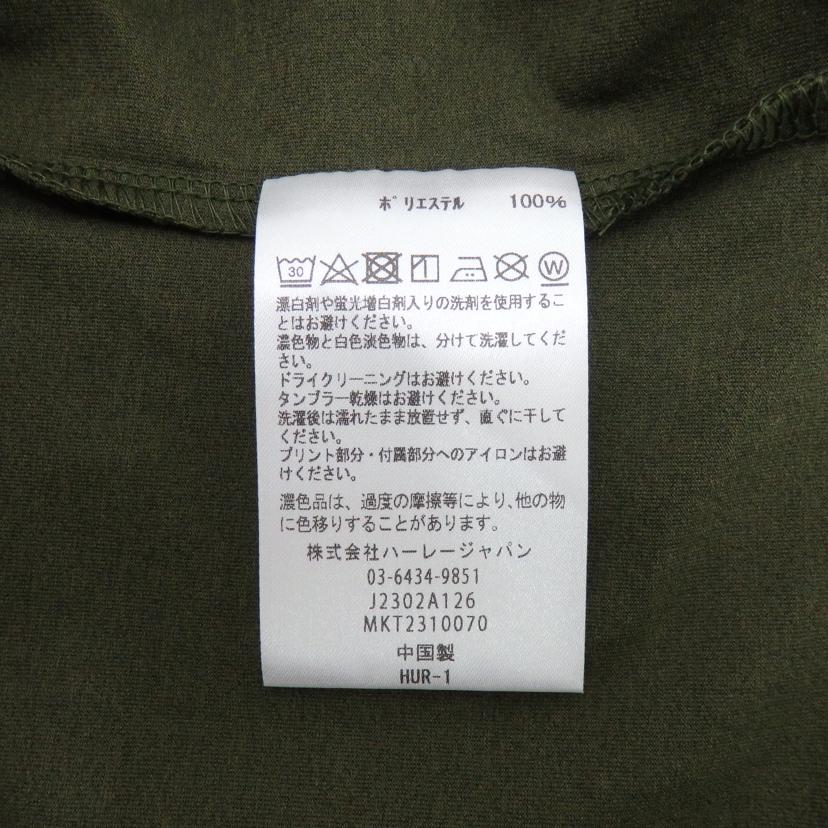 ポリエステル 100%
30
W
漂白剤や蛍光増白剤入りの洗剤を使用するこ
とはお避けください。
濃色物と白色淡色物は、分けて洗濯してくだ
さい。
ドライクリーニングはお避けください。
タンブラー乾燥はお避けください。
洗濯後は濡れたまま放置せず、直ぐに干して
ください。
プリント部分・付属部分へのアイロンはお避
けください。
濃色品は、過度の摩擦等により、他の物
に色移りすることがあります。
株式会社ハーレージャパン
03-6434-9851
J2302A126
MKT2310070
中国製
HUR-1